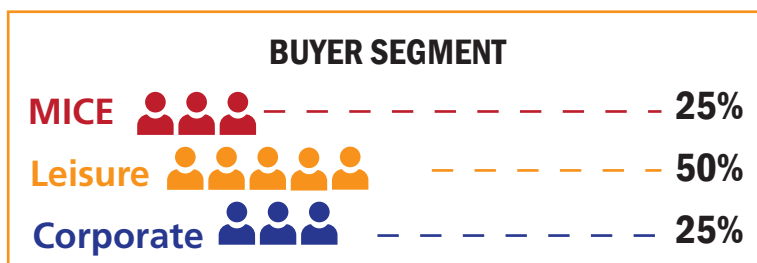 BUYER SEGMENT
MICE 25%
Leisure 50%
Corporate 25%